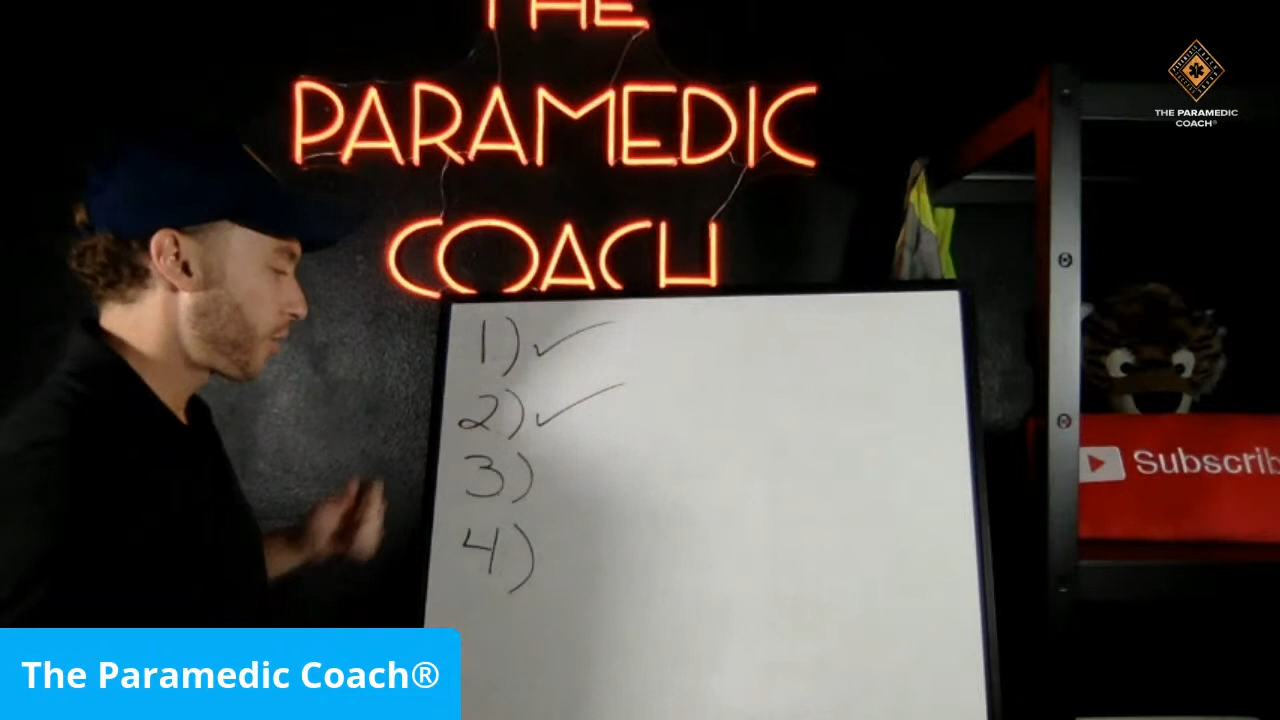 THE
PARAMEDIC
COACH
THE PARAMEDIC
COACH®
1) ✓
2) ✓
3)
4)
Subscrib
The Paramedic Coach®